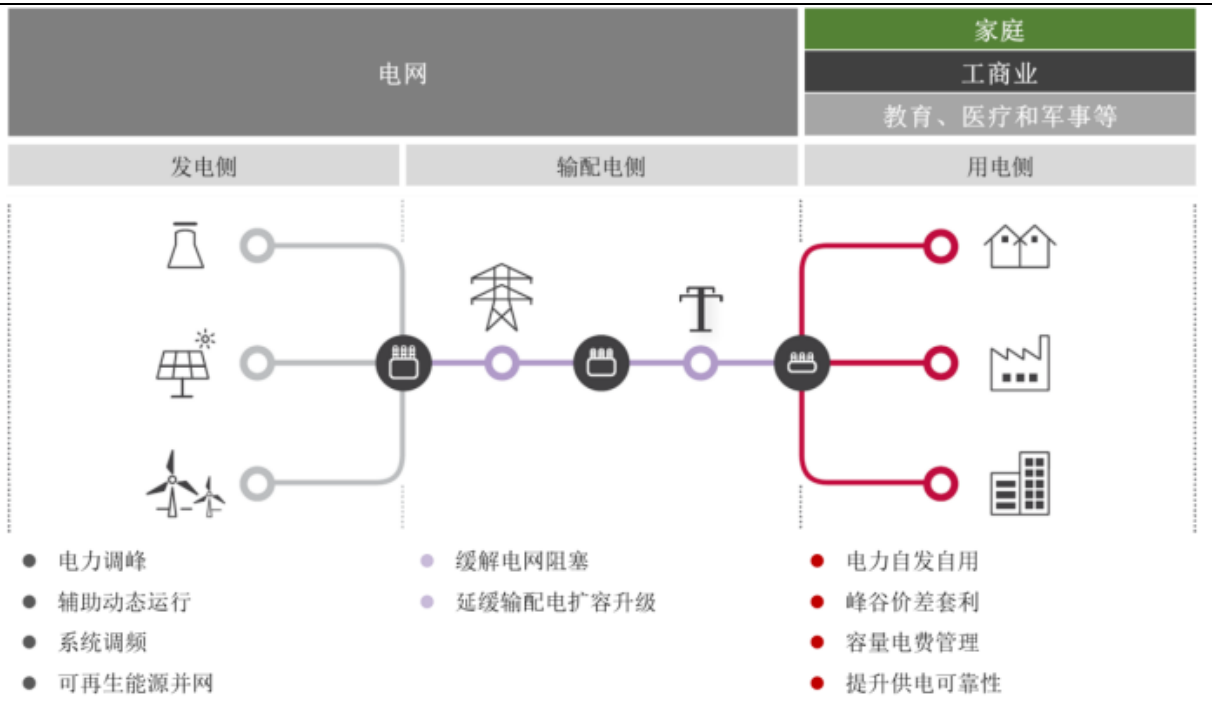 电网
家庭
工商业
教育、医疗和军事等
发电侧
输配电侧
用电侧
电力调峰
辅助动态运行
系统调频
可再生能源并网
缓解电网阻塞
延缓输配电扩容升级
电力自发自用
峰谷价差套利
容量电费管理
提升供电可靠性